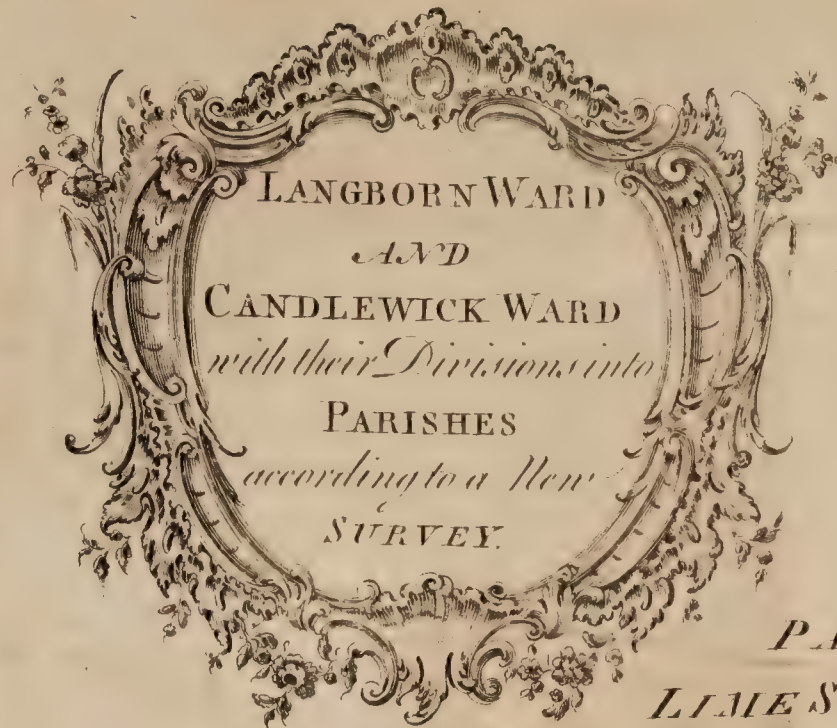 LANGBORN WARD
AND
CANDLEWICK WARD
with their Divisions into
PARISHES
according to a New
SURVEY.
PA
LIME S